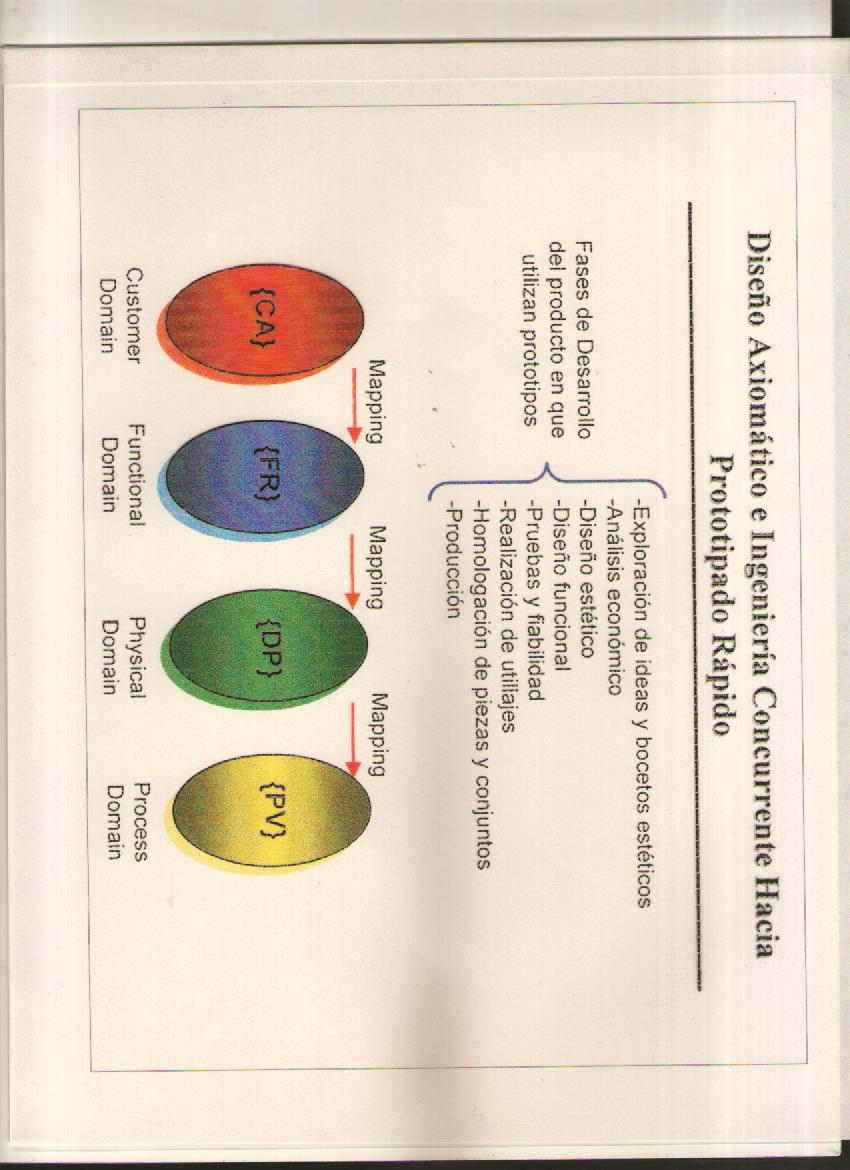 Diseño Axiomático e Ingeniería Concurrente Hacia
Prototipado Rápido
Fases de Desarrollo
del producto en que
utilizan prototipos
-Exploración de ideas y bocetos estéticos
-Análisis económico
-Diseño estético
-Diseño funcional
-Pruebas y fiabilidad
-Realización de utillajes
-Homologación de piezas y conjuntos
-Producción
Mapping
Mapping
Mapping
{CA}
{FR}
{DP}
{PV}
Customer
Domain
Functional
Domain
Physical
Domain
Process
Domain